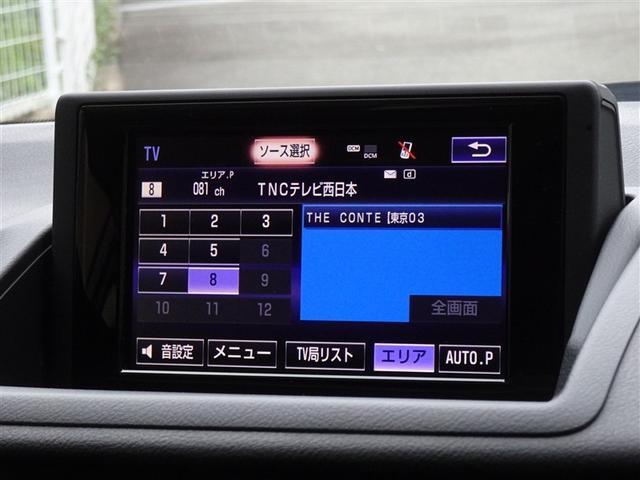 TV
ソース選択
DCM
DCM
エリア.P
8 081 ch TNCテレビ西日本
d
1 2 3
THE CONTE【東京03
4 5 6
7 8 9
10 11 12
全画面
音設定 メニュー TV局リスト エリア AUTO.P